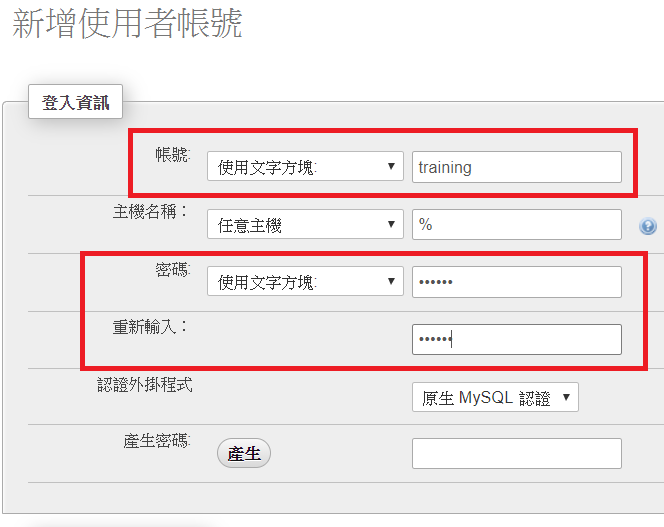 新增使用者帳號
登入資訊
帳號: 使用文字方塊: training
主機名稱： 任意主機 %
密碼: 使用文字方塊: ••••••
重新輸入： ••••••
認證外掛程式 原生 MySQL 認證
產生密碼: 產生